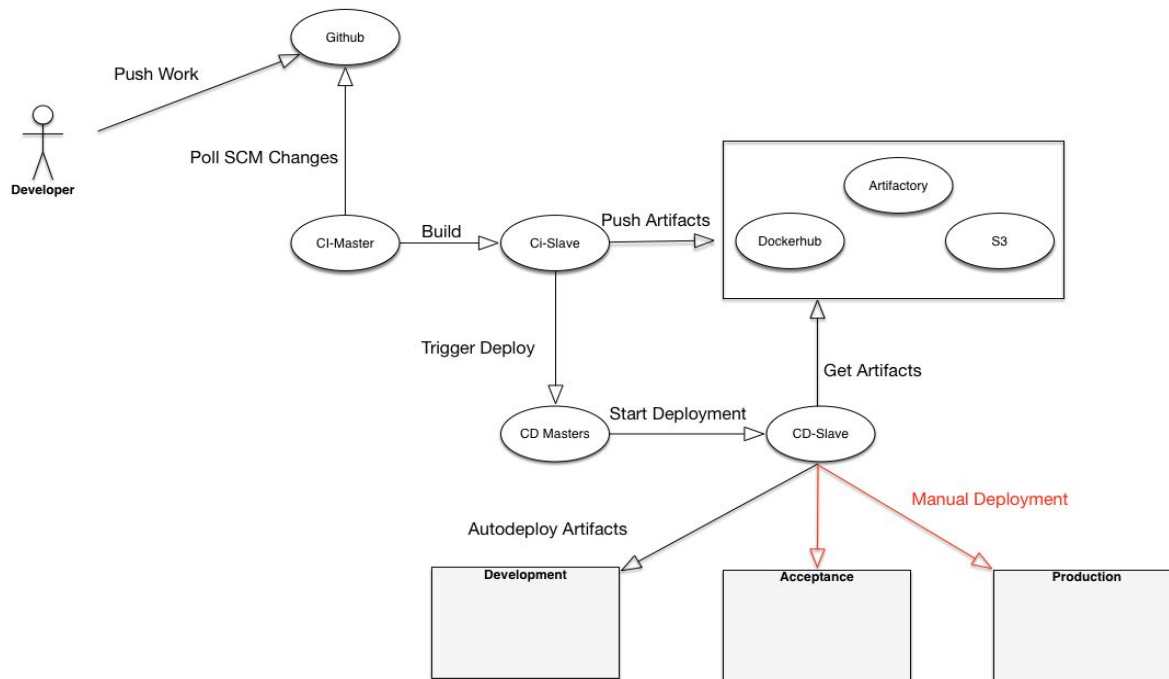 Github
Push Work
Developer
Poll SCM Changes
Artifactory
Push Artifacts
CI-Master
Build
Ci-Slave
Dockerhub
S3
Trigger Deploy
Get Artifacts
CD Masters
Start Deployment
CD-Slave
Manual Deployment
Autodeploy Artifacts
Development
Acceptance
Production